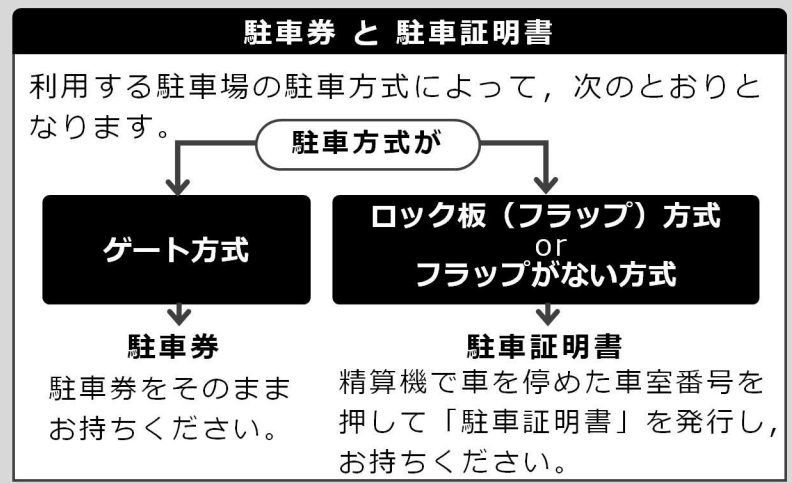 駐車券 と 駐車証明書
利用する駐車場の駐車方式によって，次のとおりと
なります。
駐車方式が
ゲート方式
駐車券
駐車券をそのまま
お持ちください。
ロック板（フラップ）方式
or
フラップがない方式
駐車証明書
精算機で車を停めた車室番号を
押して「駐車証明書」を発行し，
お持ちください。